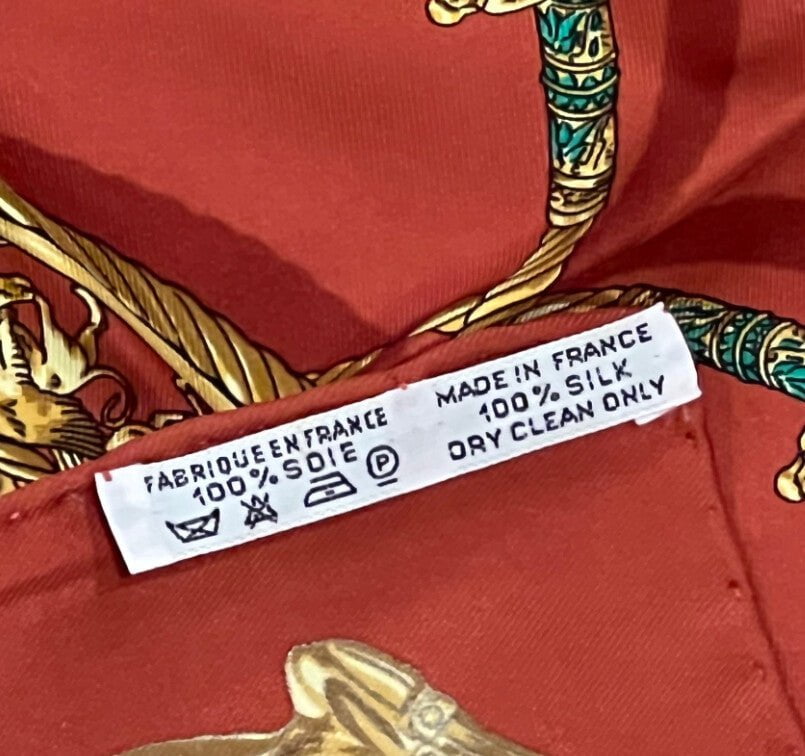 FABRIQUE EN FRANCE
100% SOIE
P
MADE IN FRANCE
100% SILK
DRY CLEAN ONLY